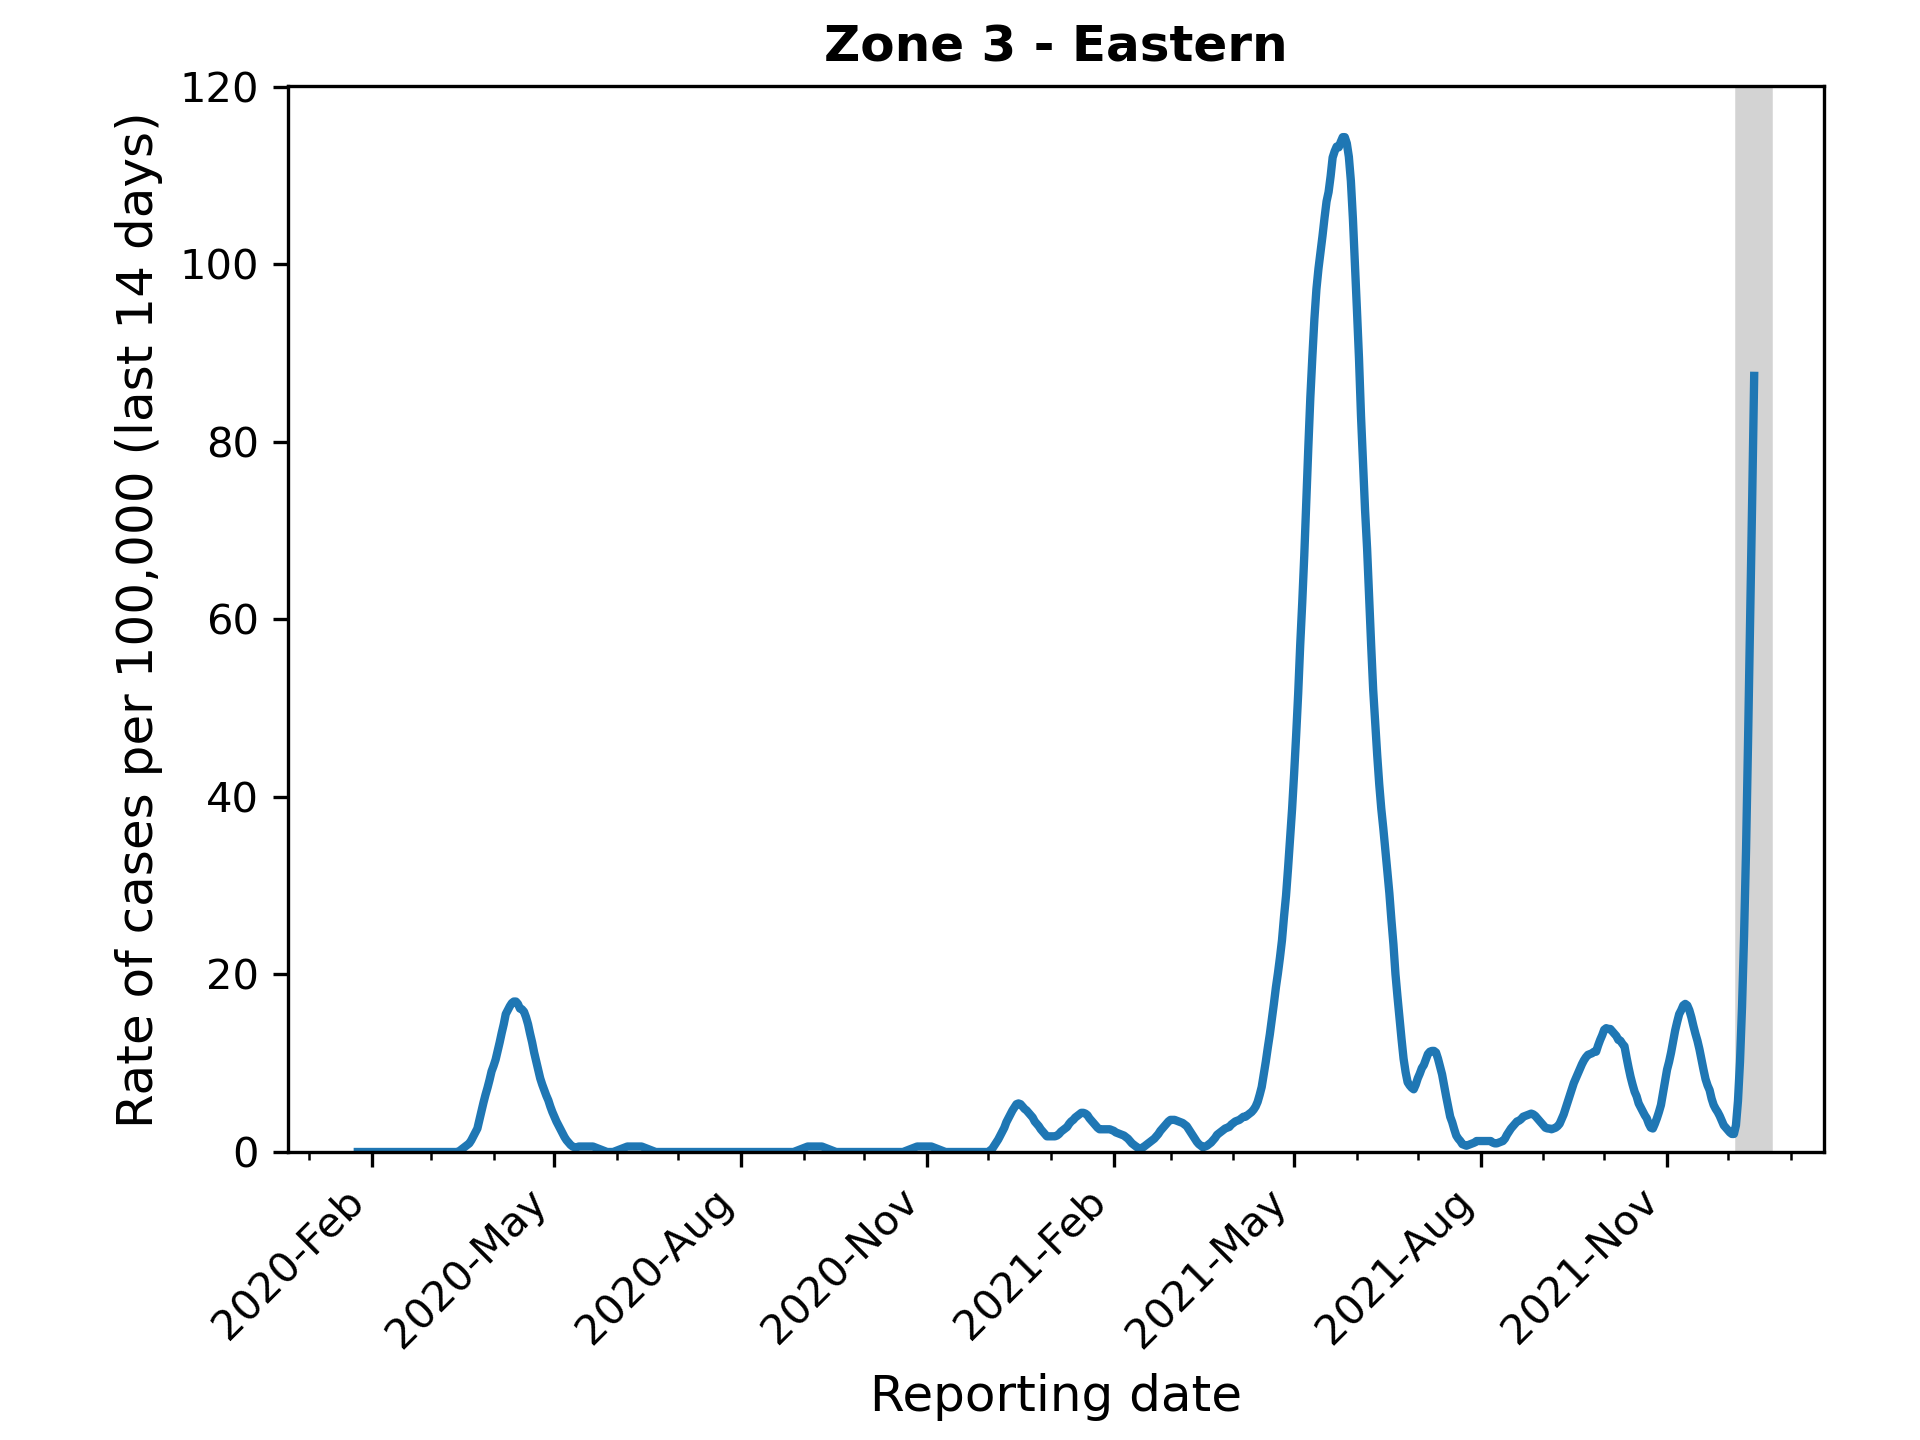 Zone 3 - Eastern
Rate of cases per 100,000 (last 14 days)
120
100
80
60
40
20
0
2020-Feb
2020-May
2020-Aug
2020-Nov
2021-Feb
2021-May
2021-Aug
2021-Nov
Reporting date